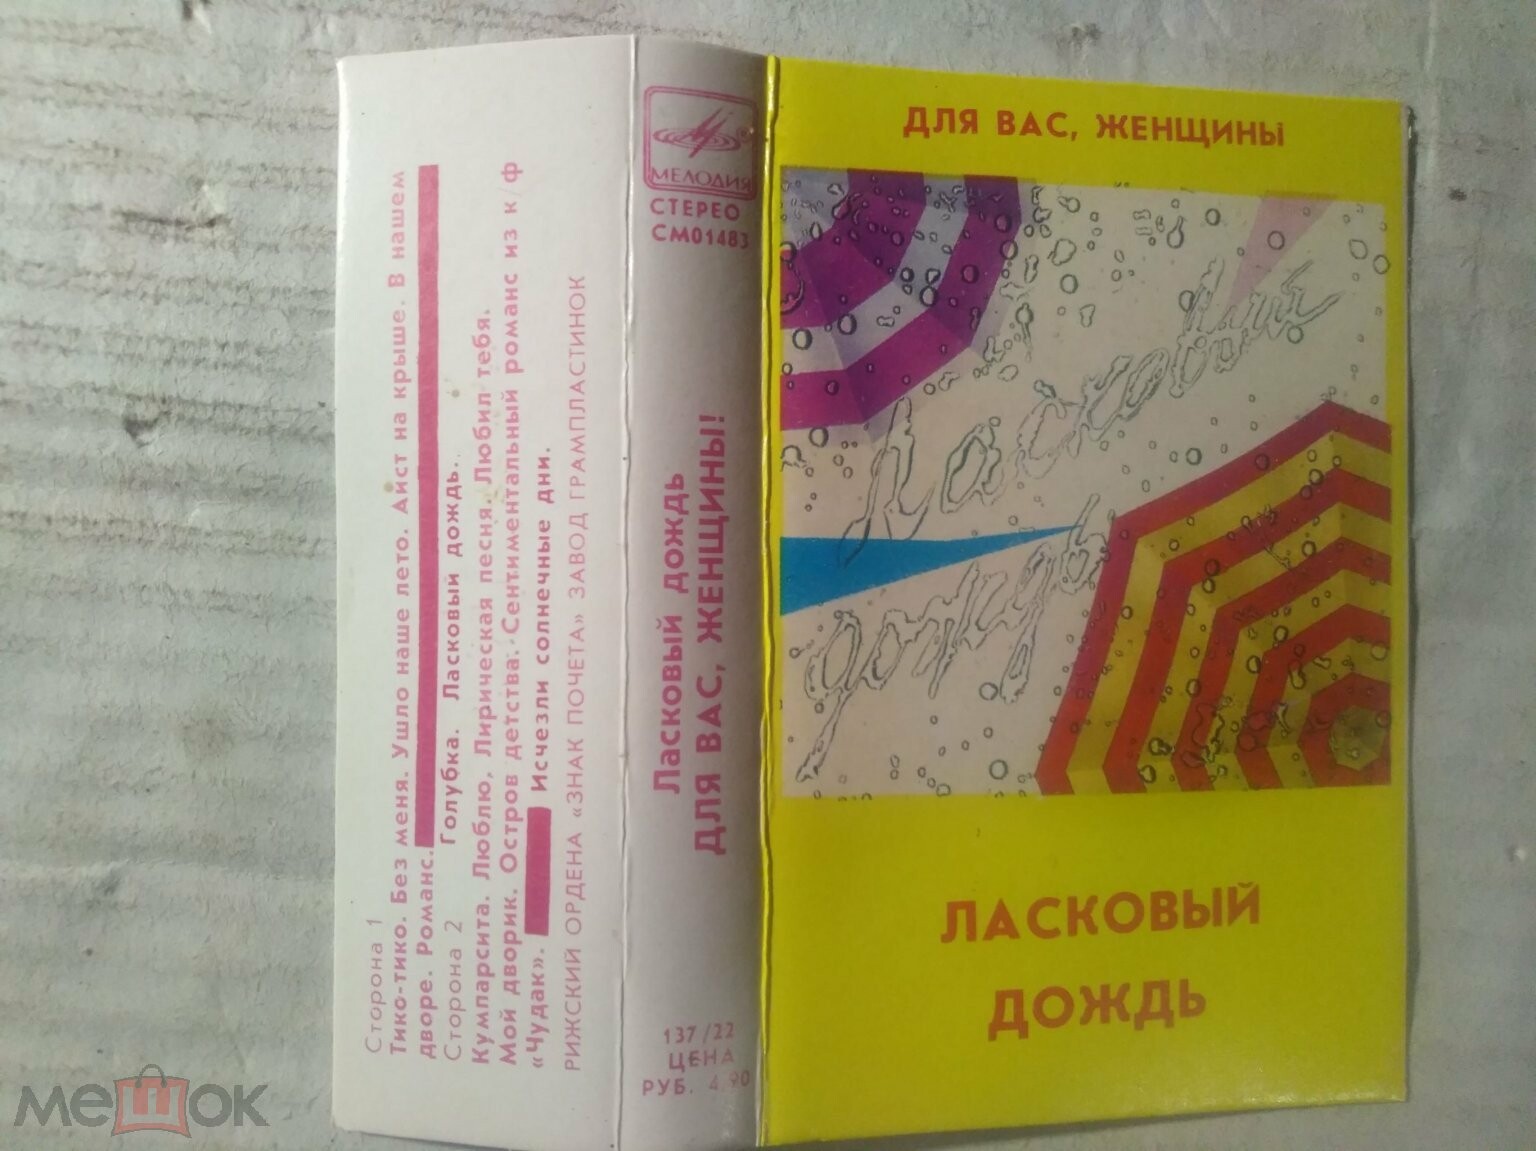 Сторона 1
Тико-тико. Без меня. Ушло наше лето. Аист на крыше. В нашем
дворе. Романс.
Сторона 2 Голубка. Ласковый дождь.
Кумпарсита. Люблю. Лирическая песня. Любил тебя.
Мой дворик. Остров детства. Сентиментальный романс из к/ф
«Чудак». Исчезли солнечные дни.
РИЖСКИЙ ОРДЕНА «ЗНАК ПОЧЕТА» ЗАВОД ГРАМПЛАСТИНОК
МЕЛОДИЯ
СТЕРЕО
СМ01483
Ласковый дождь
ДЛЯ ВАС, ЖЕНЩИНЫ!
137/22
ЦЕНА
РУБ. 4.90
ДЛЯ ВАС, ЖЕНЩИНЫ
Ласковый
дождь
ЛАСКОВЫЙ
ДОЖДЬ
мешок